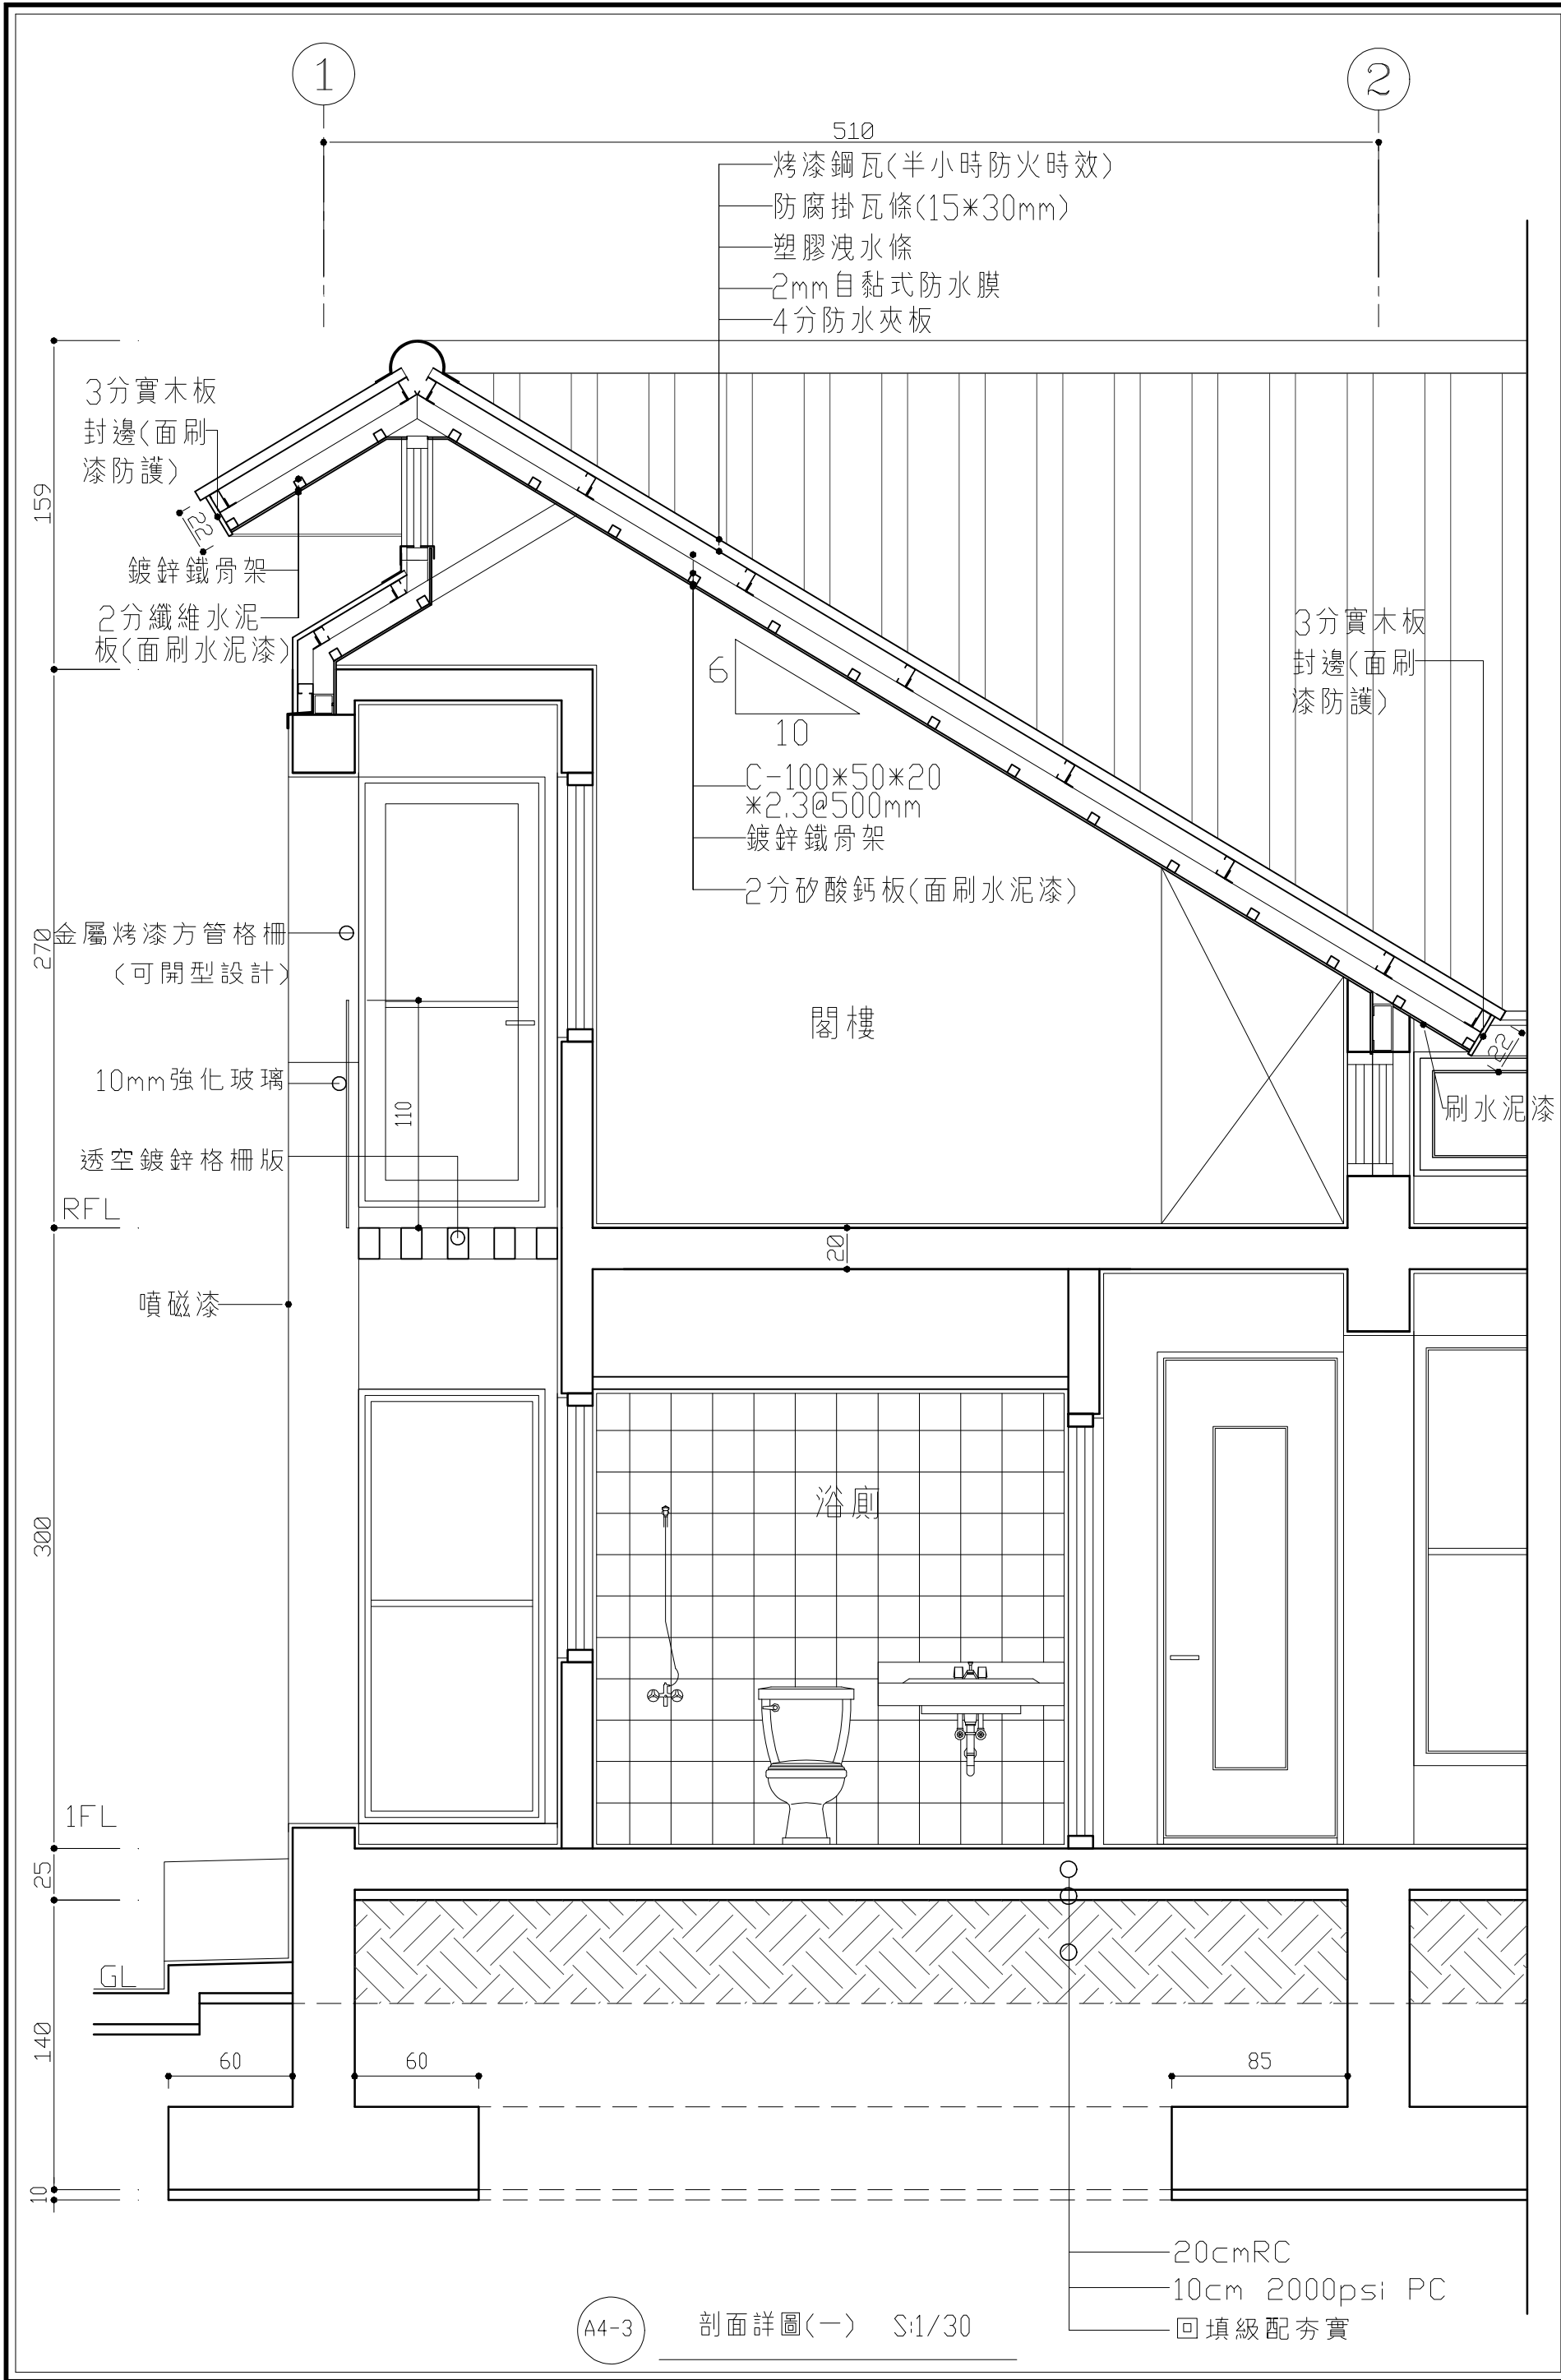 1
2
510
烤漆鋼瓦(半小時防火時效)
防腐掛瓦條(15*30mm)
塑膠洩水條
2mm自黏式防水膜
4分防水夾板
3分實木板
封邊(面刷
漆防護)
159
22
鍍鋅鐵骨架
2分纖維水泥
板(面刷水泥漆)
3分實木板
封邊(面刷
漆防護)
6
10
C-100*50*20
*2.3@500mm
鍍鋅鐵骨架
2分矽酸鈣板(面刷水泥漆)
270
金屬烤漆方管格柵
(可開型設計)
閣樓
22
10mm強化玻璃
110
刷水泥漆
透空鍍鋅格柵版
RFL
20
噴磁漆
300
浴廁
1FL
25
GL
140
60
60
85
10
20cmRC
10cm 2000psi PC
回填級配夯實
A4-3
剖面詳圖(一) S:1/30